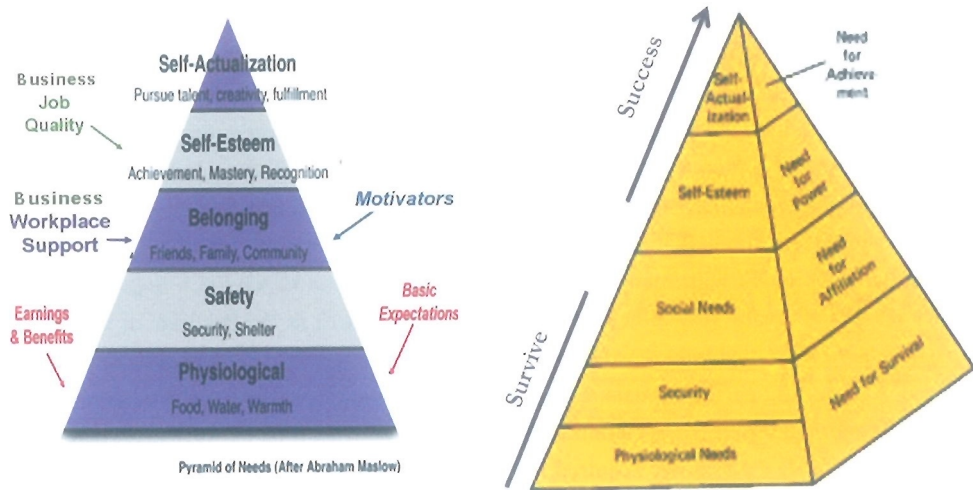 Self-Actualization
Pursue talent, creativity, fulfillment
Self-Esteem
Achievement, Mastery, Recognition
Belonging
Friends, Family, Community
Safety
Security, Shelter
Physiological
Food, Water, Warmth
Business
Job
Quality
Business
Workplace
Support
Earnings
& Benefits
Motivators
Basic
Expectations
Pyramid of Needs (After Abraham Maslow)
Success
Survive
Self-
Actual-
ization
Self-Esteem
Social Needs
Security
Physiological Needs
Need
for
Achieve-
ment
Need
for
Power
Need
for
Affiliation
Need for Survival